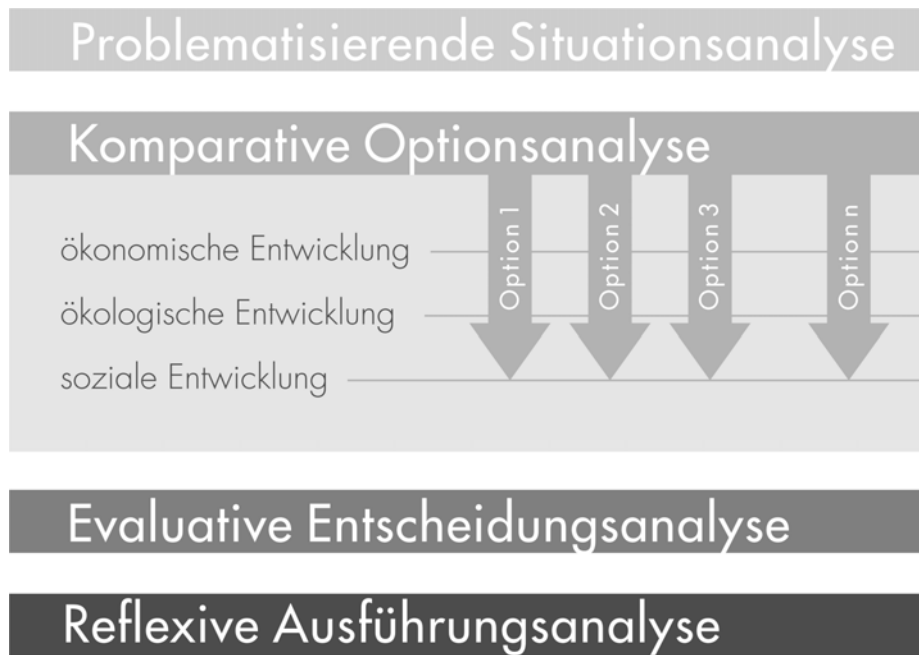 Problematisierende Situationsanalyse
Komparative Optionsanalyse
Option 1
Option 2
Option 3
Option n
ökonomische Entwicklung
ökologische Entwicklung
soziale Entwicklung
Evaluative Entscheidungsanalyse
Reflexive Ausführungsanalyse